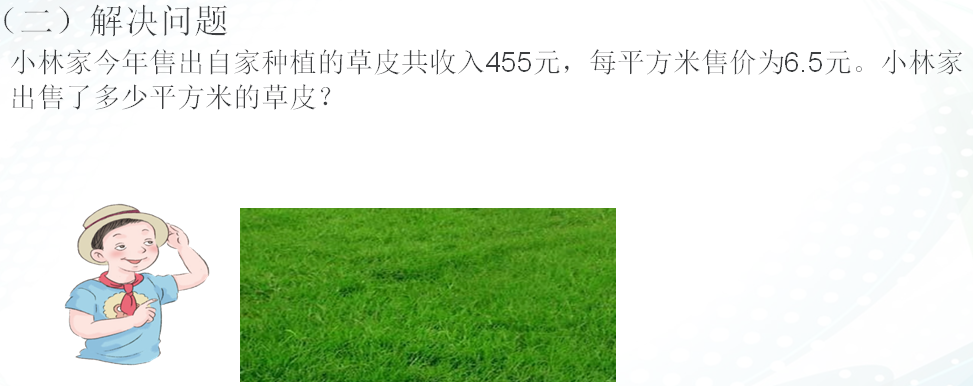 （二）解决问题
小林家今年售出自家种植的草皮共收入455元，每平方米售价为6.5元。小林家
出售了多少平方米的草皮？